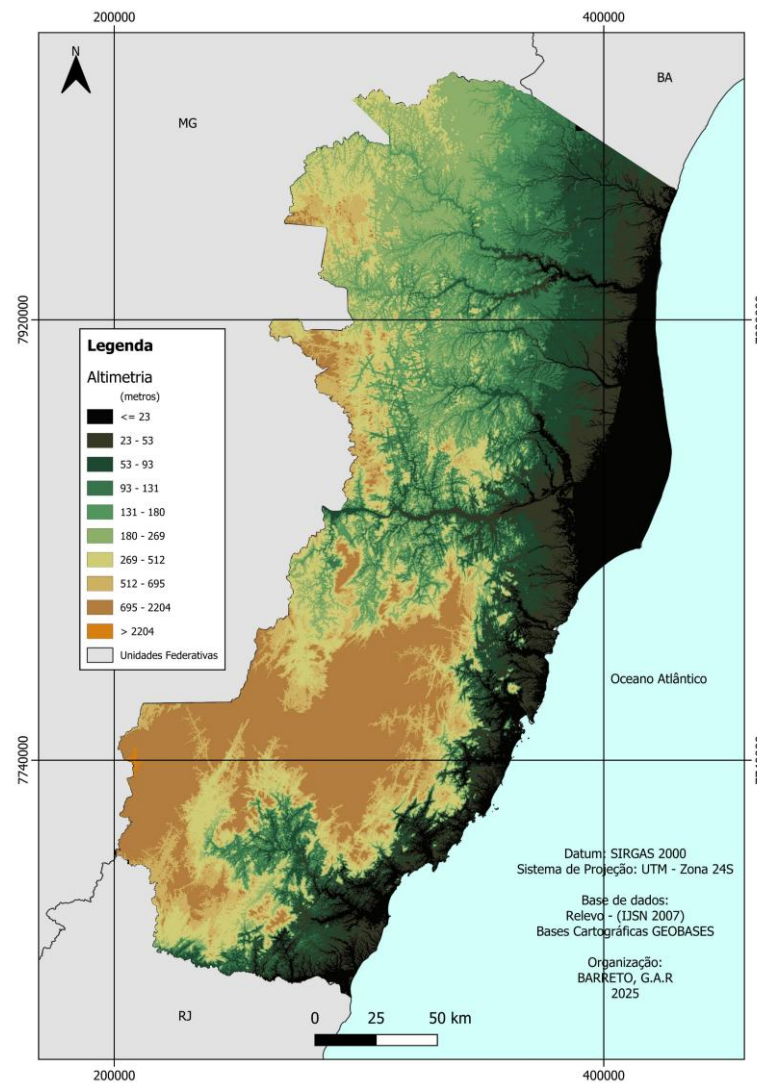 200000
400000
N
BA
MG
7920000
7920000
Legenda
Altimetria
(metros)
<= 23
23 - 53
53 - 93
93 - 131
131 - 180
180 - 269
269 - 512
512 - 695
695 - 2204
> 2204
Unidades Federativas
Oceano Atlântico
7740000
7740000
Datum: SIRGAS 2000
Sistema de Projeção: UTM - Zona 24S
Base de dados:
Relevo - (IJSN 2007)
Bases Cartográficas GEOBASES
Organização:
BARRETO, G.A.R
2025
RJ
0 25 50 km
200000
400000